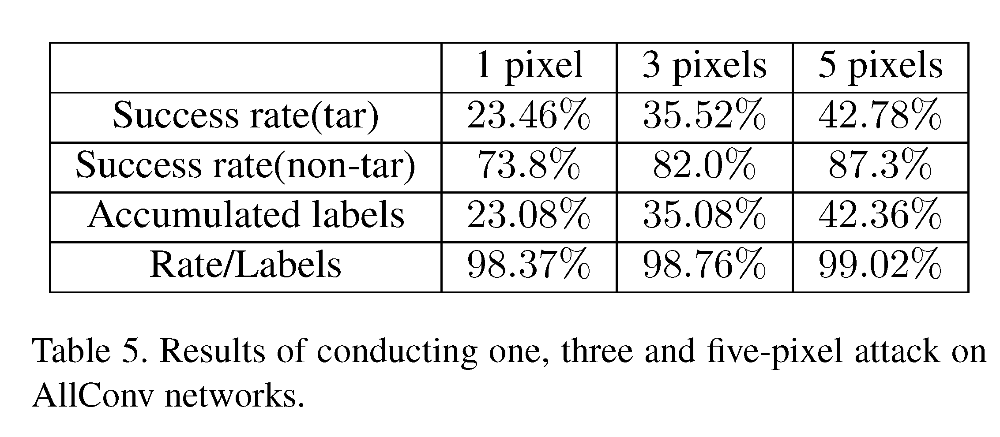 1 pixel 3 pixels 5 pixels
Success rate(tar) 23.46% 35.52% 42.78%
Success rate(non-tar) 73.8% 82.0% 87.3%
Accumulated labels 23.08% 35.08% 42.36%
Rate/Labels 98.37% 98.76% 99.02%
Table 5. Results of conducting one, three and five-pixel attack on
AllConv networks.